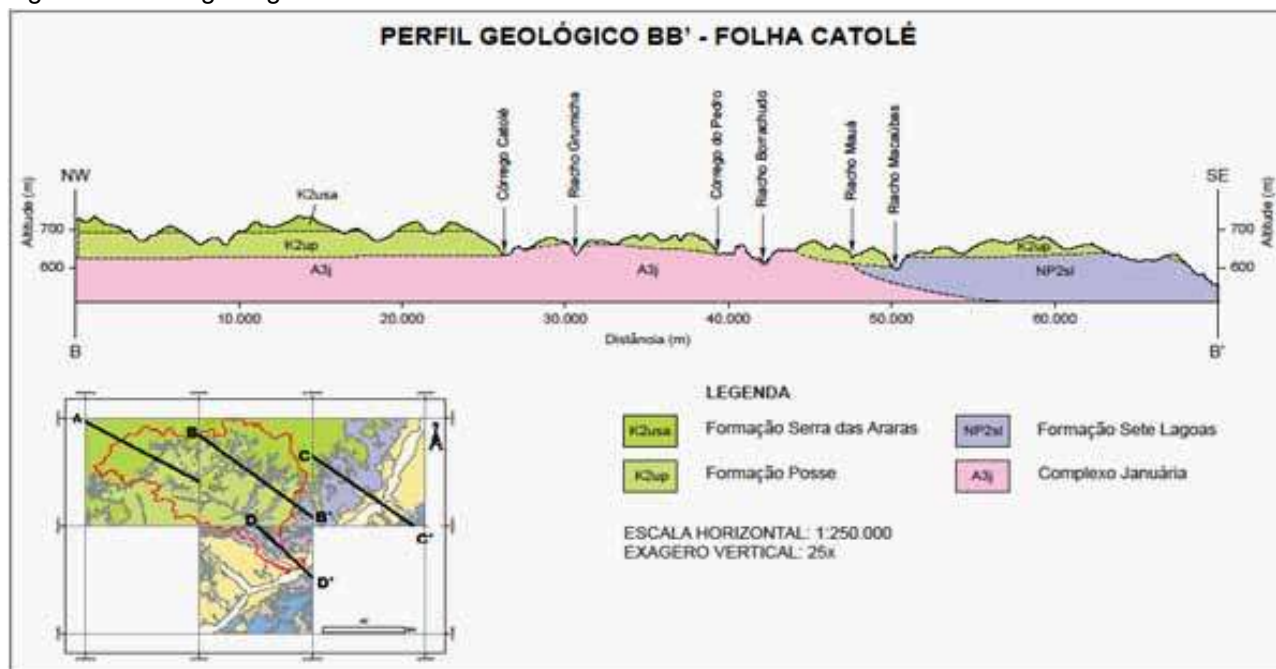 PERFIL GEOLÓGICO BB' - FOLHA CATOLÉ
NW
SE
Córrego Catolé
Riacho Grumicha
Córrego do Pedro
Riacho Borrachudo
Riacho Mauá
Riacho Macaúbas
Altitude (m)
Altitude (m)
K2usa
700
700
K2up
K2up
600
600
A3j
A3j
NP2sl
10.000
20.000
30.000
40.000
50.000
60.000
Distância (m)
B
B'
LEGENDA
K2usa
Formação Serra das Araras
NP2sl
Formação Sete Lagoas
K2up
Formação Posse
A3j
Complexo Januária
ESCALA HORIZONTAL: 1:250.000
EXAGERO VERTICAL: 25x
A
B
C
D
B'
C'
D'